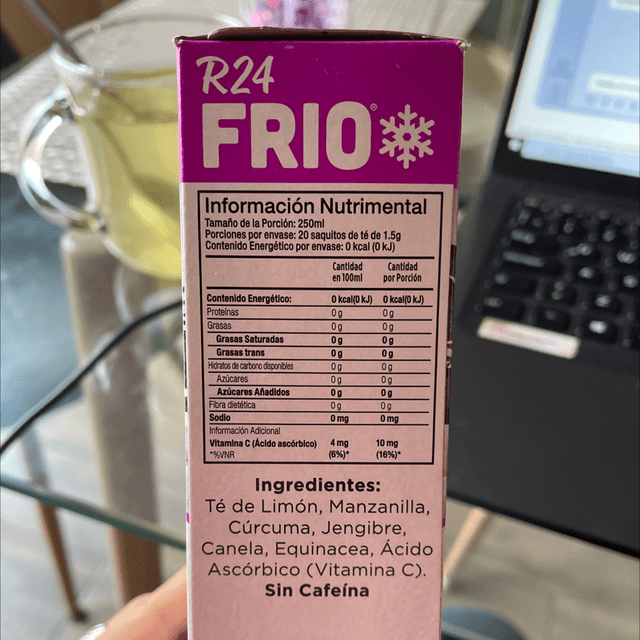 R24
FRIO®
Información Nutrimental
Tamaño de la Porción: 250ml
Porciones por envase: 20 saquitos de té de 1.5g
Contenido Energético por envase: 0 kcal (0 kJ)
Cantidad en 100ml Cantidad por Porción
Contenido Energético: 0 kcal(0 kJ) 0 kcal(0 kJ)
Proteínas 0 g 0 g
Grasas 0 g 0 g
Grasas Saturadas 0 g 0 g
Grasas trans 0 g 0 g
Hidratos de carbono disponibles 0 g 0 g
Azúcares 0 g 0 g
Azúcares Añadidos 0 g 0 g
Fibra dietética 0 g 0 g
Sodio 0 mg 0 mg
Información Adicional
Vitamina C (Ácido ascórbico) 4 mg 10 mg
*%VNR (6%)* (16%)*
Ingredientes:
Té de Limón, Manzanilla,
Cúrcuma, Jengibre,
Canela, Equinacea, Ácido
Ascórbico (Vitamina C).
Sin Cafeína